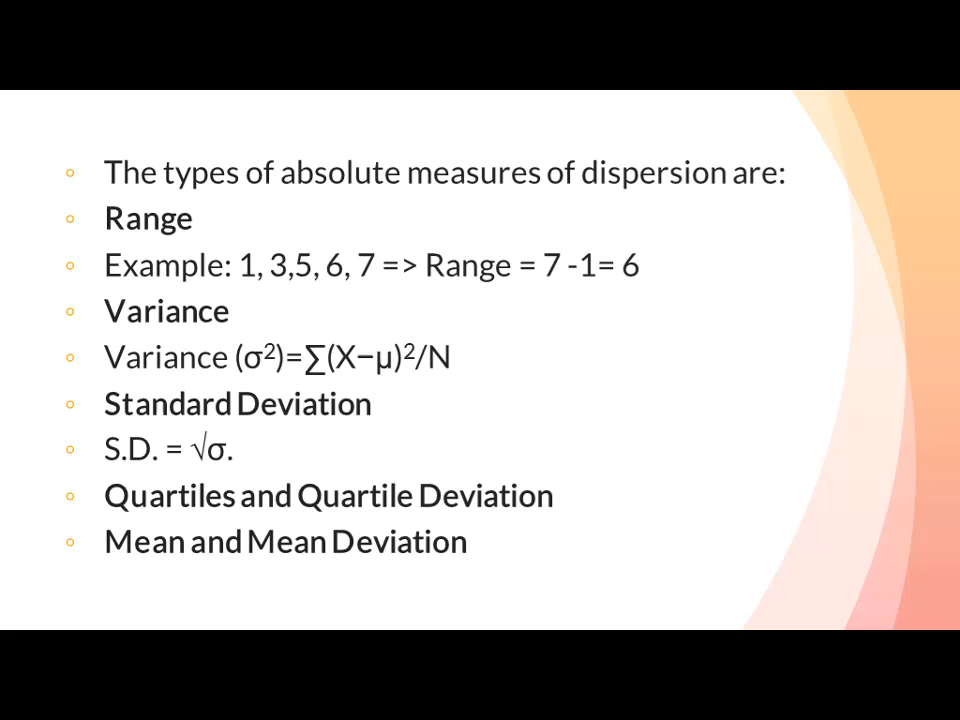 ◦ The types of absolute measures of dispersion are:
◦ Range
◦ Example: 1, 3,5, 6, 7 => Range = 7 -1= 6
◦ Variance
◦ Variance (σ²)=∑(X−μ)²/N
◦ Standard Deviation
◦ S.D. = √σ.
◦ Quartiles and Quartile Deviation
◦ Mean and Mean Deviation